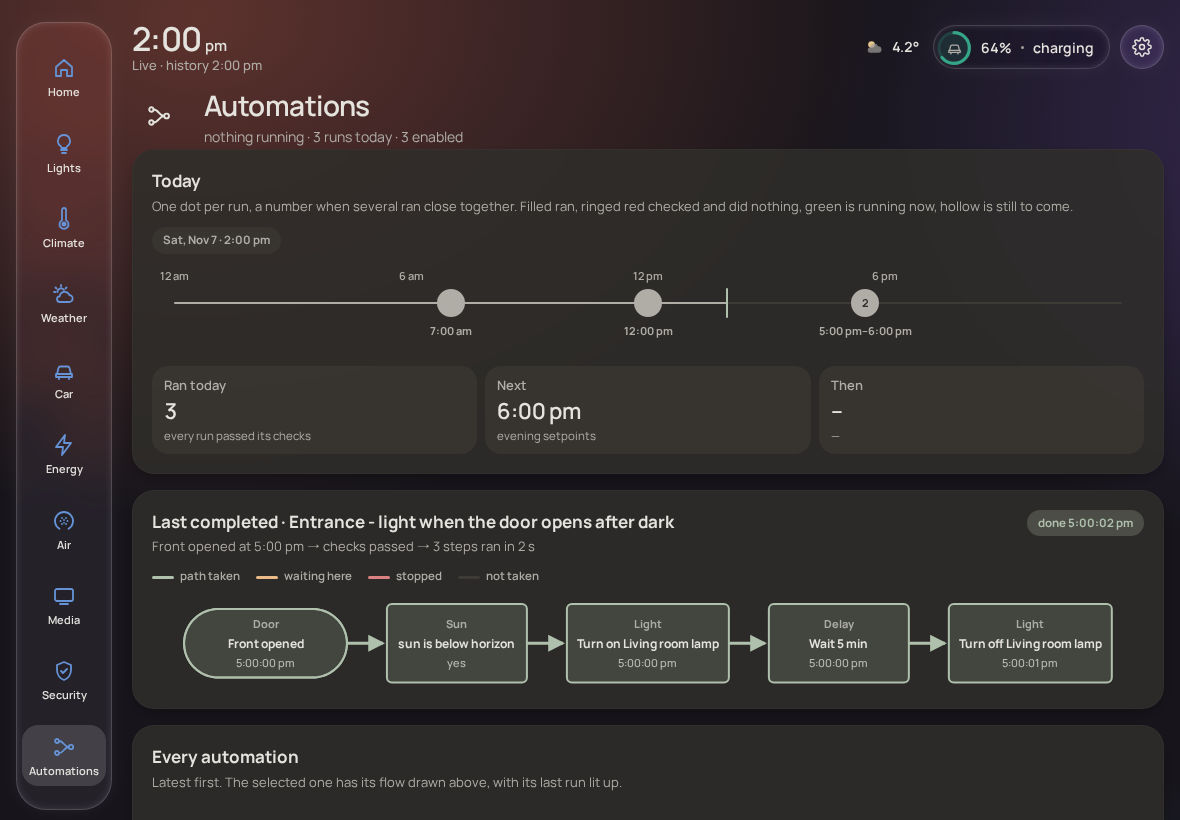 2:00 pm
Live · history 2:00 pm
4.2°
64% · charging
Home
Lights
Climate
Weather
Car
Energy
Air
Media
Security
Automations
Automations
nothing running · 3 runs today · 3 enabled
Today
One dot per run, a number when several ran close together. Filled ran, ringed red checked and did nothing, green is running now, hollow is still to come.
Sat, Nov 7 · 2:00 pm
12 am 6 am 12 pm 6 pm
2
7:00 am 12:00 pm 5:00 pm–6:00 pm
Ran today
3
every run passed its checks
Next
6:00 pm
evening setpoints
Then
–
—
Last completed · Entrance - light when the door opens after dark
done 5:00:02 pm
Front opened at 5:00 pm → checks passed → 3 steps ran in 2 s
path taken waiting here stopped not taken
Door
Front opened
5:00:00 pm
Sun
sun is below horizon
yes
Light
Turn on Living room lamp
5:00:00 pm
Delay
Wait 5 min
5:00:00 pm
Light
Turn off Living room lamp
5:00:01 pm
Every automation
Latest first. The selected one has its flow drawn above, with its last run lit up.